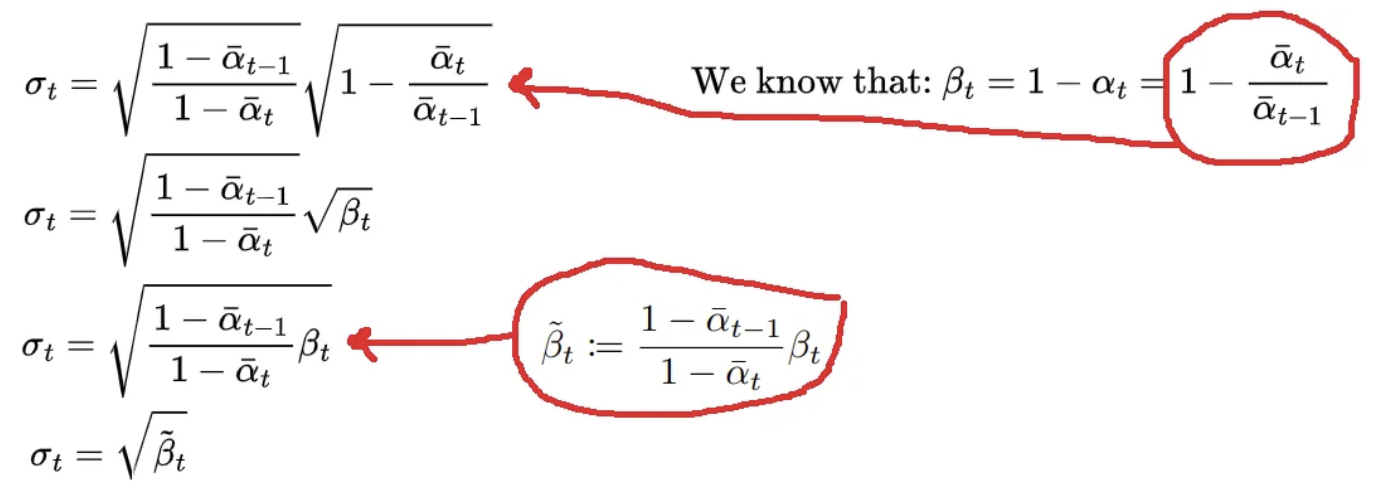 σ_t = √((1 − ᾱ_{t−1})/(1 − ᾱ_t)) √(1 − ᾱ_t/ᾱ_{t−1}) We know that: β_t = 1 − α_t = 1 − ᾱ_t/ᾱ_{t−1}
σ_t = √((1 − ᾱ_{t−1})/(1 − ᾱ_t)) √β_t
σ_t = √((1 − ᾱ_{t−1})/(1 − ᾱ_t) β_t) β̃_t := (1 − ᾱ_{t−1})/(1 − ᾱ_t) β_t
σ_t = √β̃_t